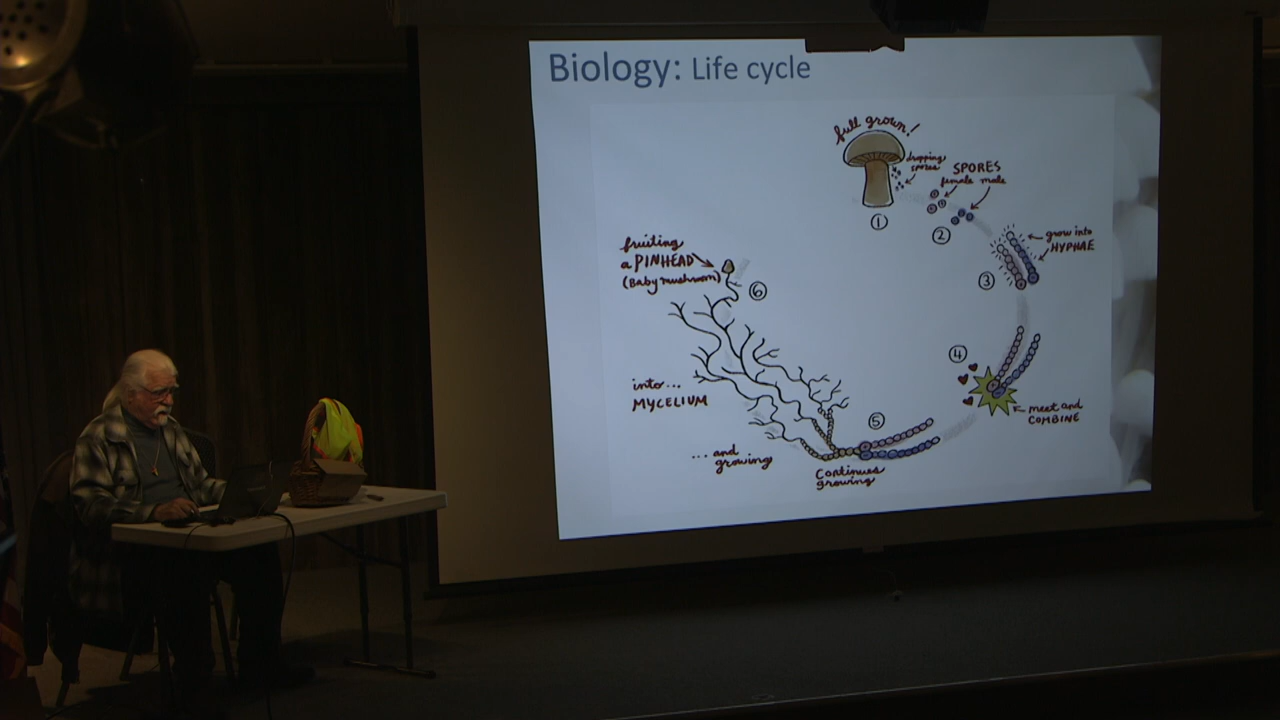 Biology: Life cycle
full grown!
dropping
spores
①
SPORES
female male
②
grow into
HYPHAE
③
④
meet and
COMBINE
⑤
Continues
growing
... and
growing
into...
MYCELIUM
fruiting
a PINHEAD
(Baby mushroom)
⑥